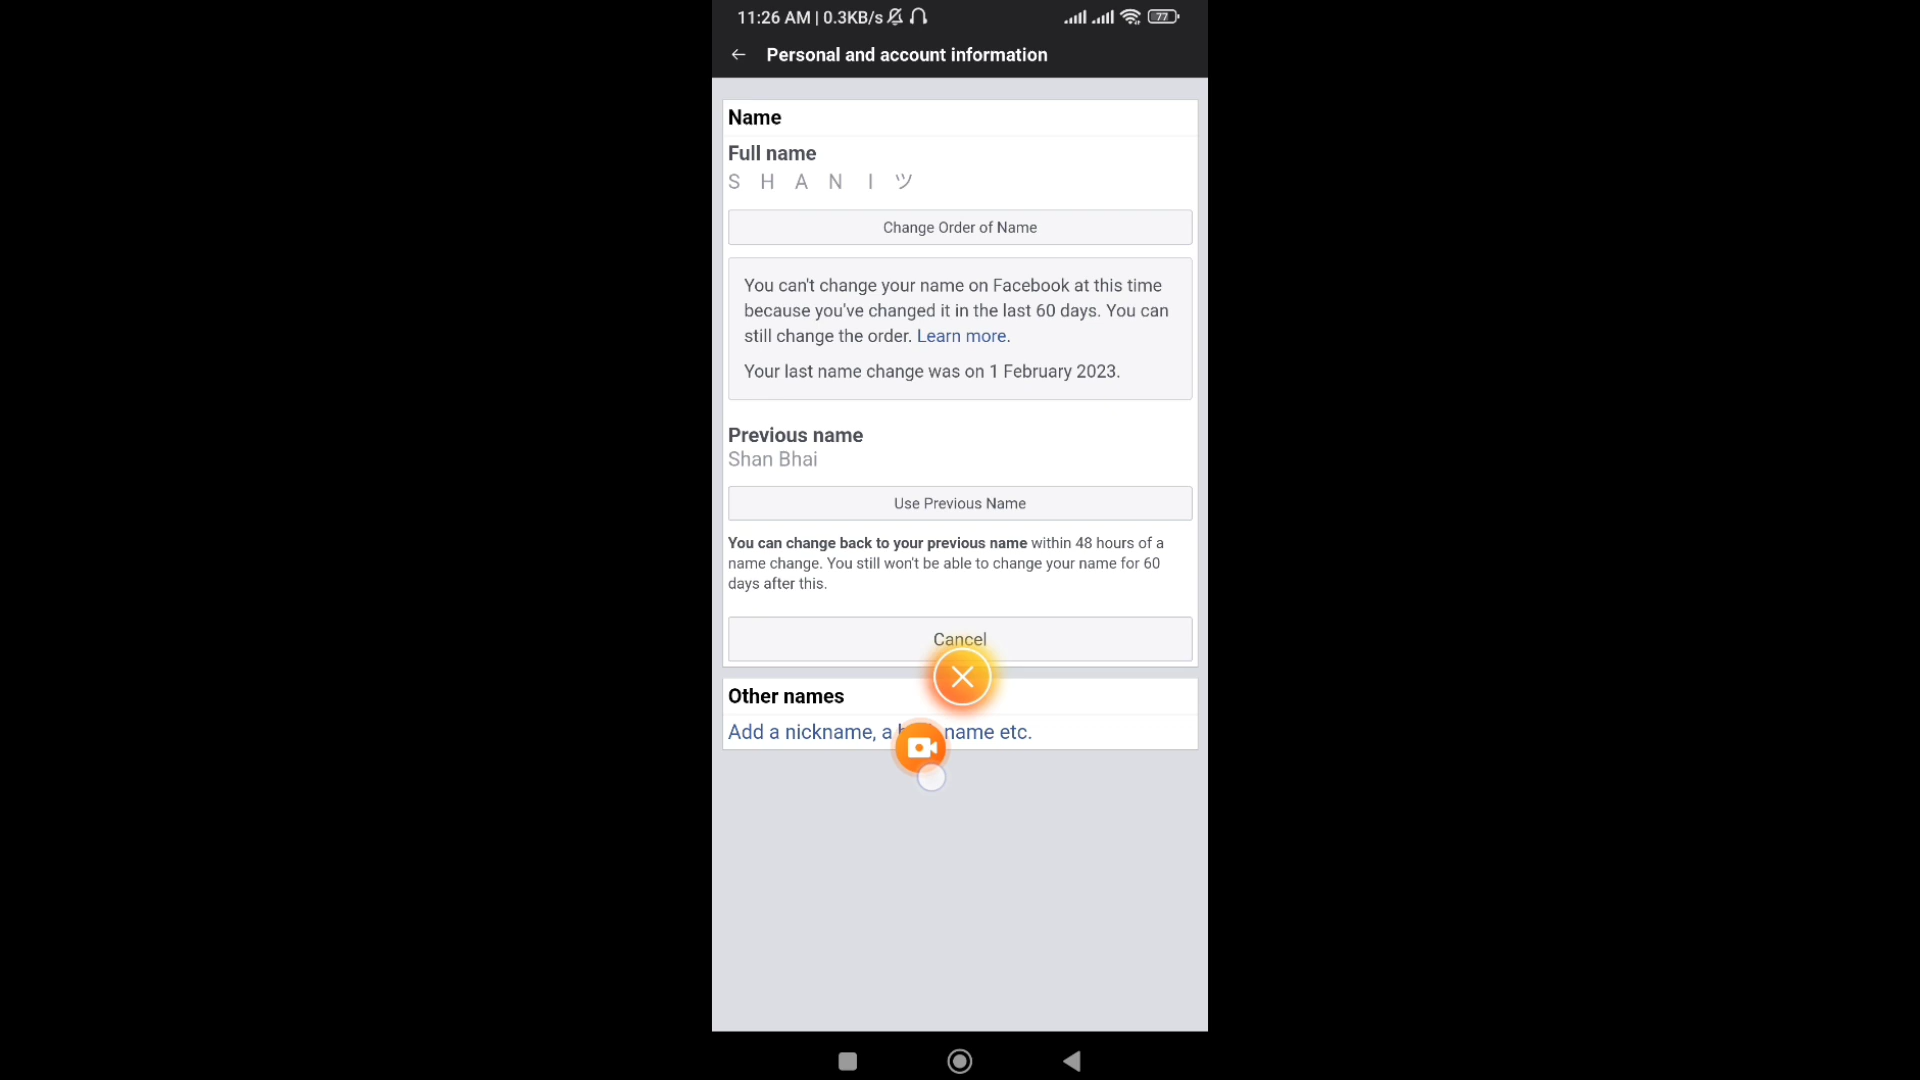 11:26 AM | 0.3KB/s
77
Personal and account information
Name
Full name
S H A N I ツ
Change Order of Name
You can't change your name on Facebook at this time
because you've changed it in the last 60 days. You can
still change the order. Learn more.
Your last name change was on 1 February 2023.
Previous name
Shan Bhai
Use Previous Name
You can change back to your previous name within 48 hours of a
name change. You still won't be able to change your name for 60
days after this.
Cancel
Other names
Add a nickname, a name etc.